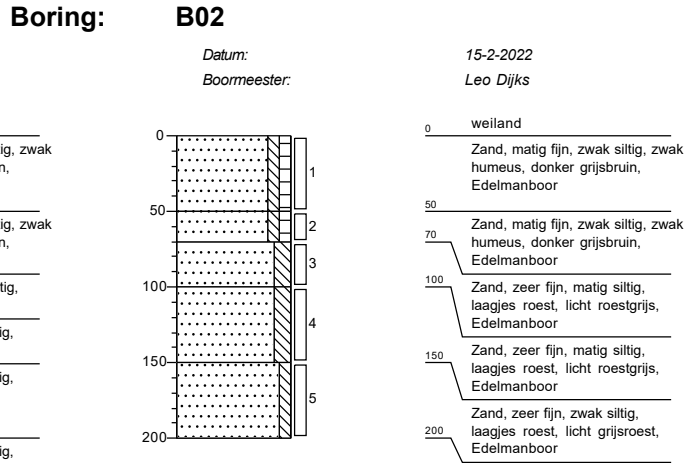 Boring: B02
Datum: 15-2-2022
Boormeester: Leo Dijks
zwak
zwak
0
50
100
150
200
1
2
3
4
5
0 weiland
Zand, matig fijn, zwak siltig, zwak
humeus, donker grijsbruin,
Edelmanboor
50
Zand, matig fijn, zwak siltig, zwak
70 humeus, donker grijsbruin,
Edelmanboor
100 Zand, zeer fijn, matig siltig,
laagjes roest, licht roestgrijs,
Edelmanboor
150 Zand, zeer fijn, matig siltig,
laagjes roest, licht roestgrijs,
Edelmanboor
Zand, zeer fijn, zwak siltig,
200 laagjes roest, licht grijsroest,
Edelmanboor